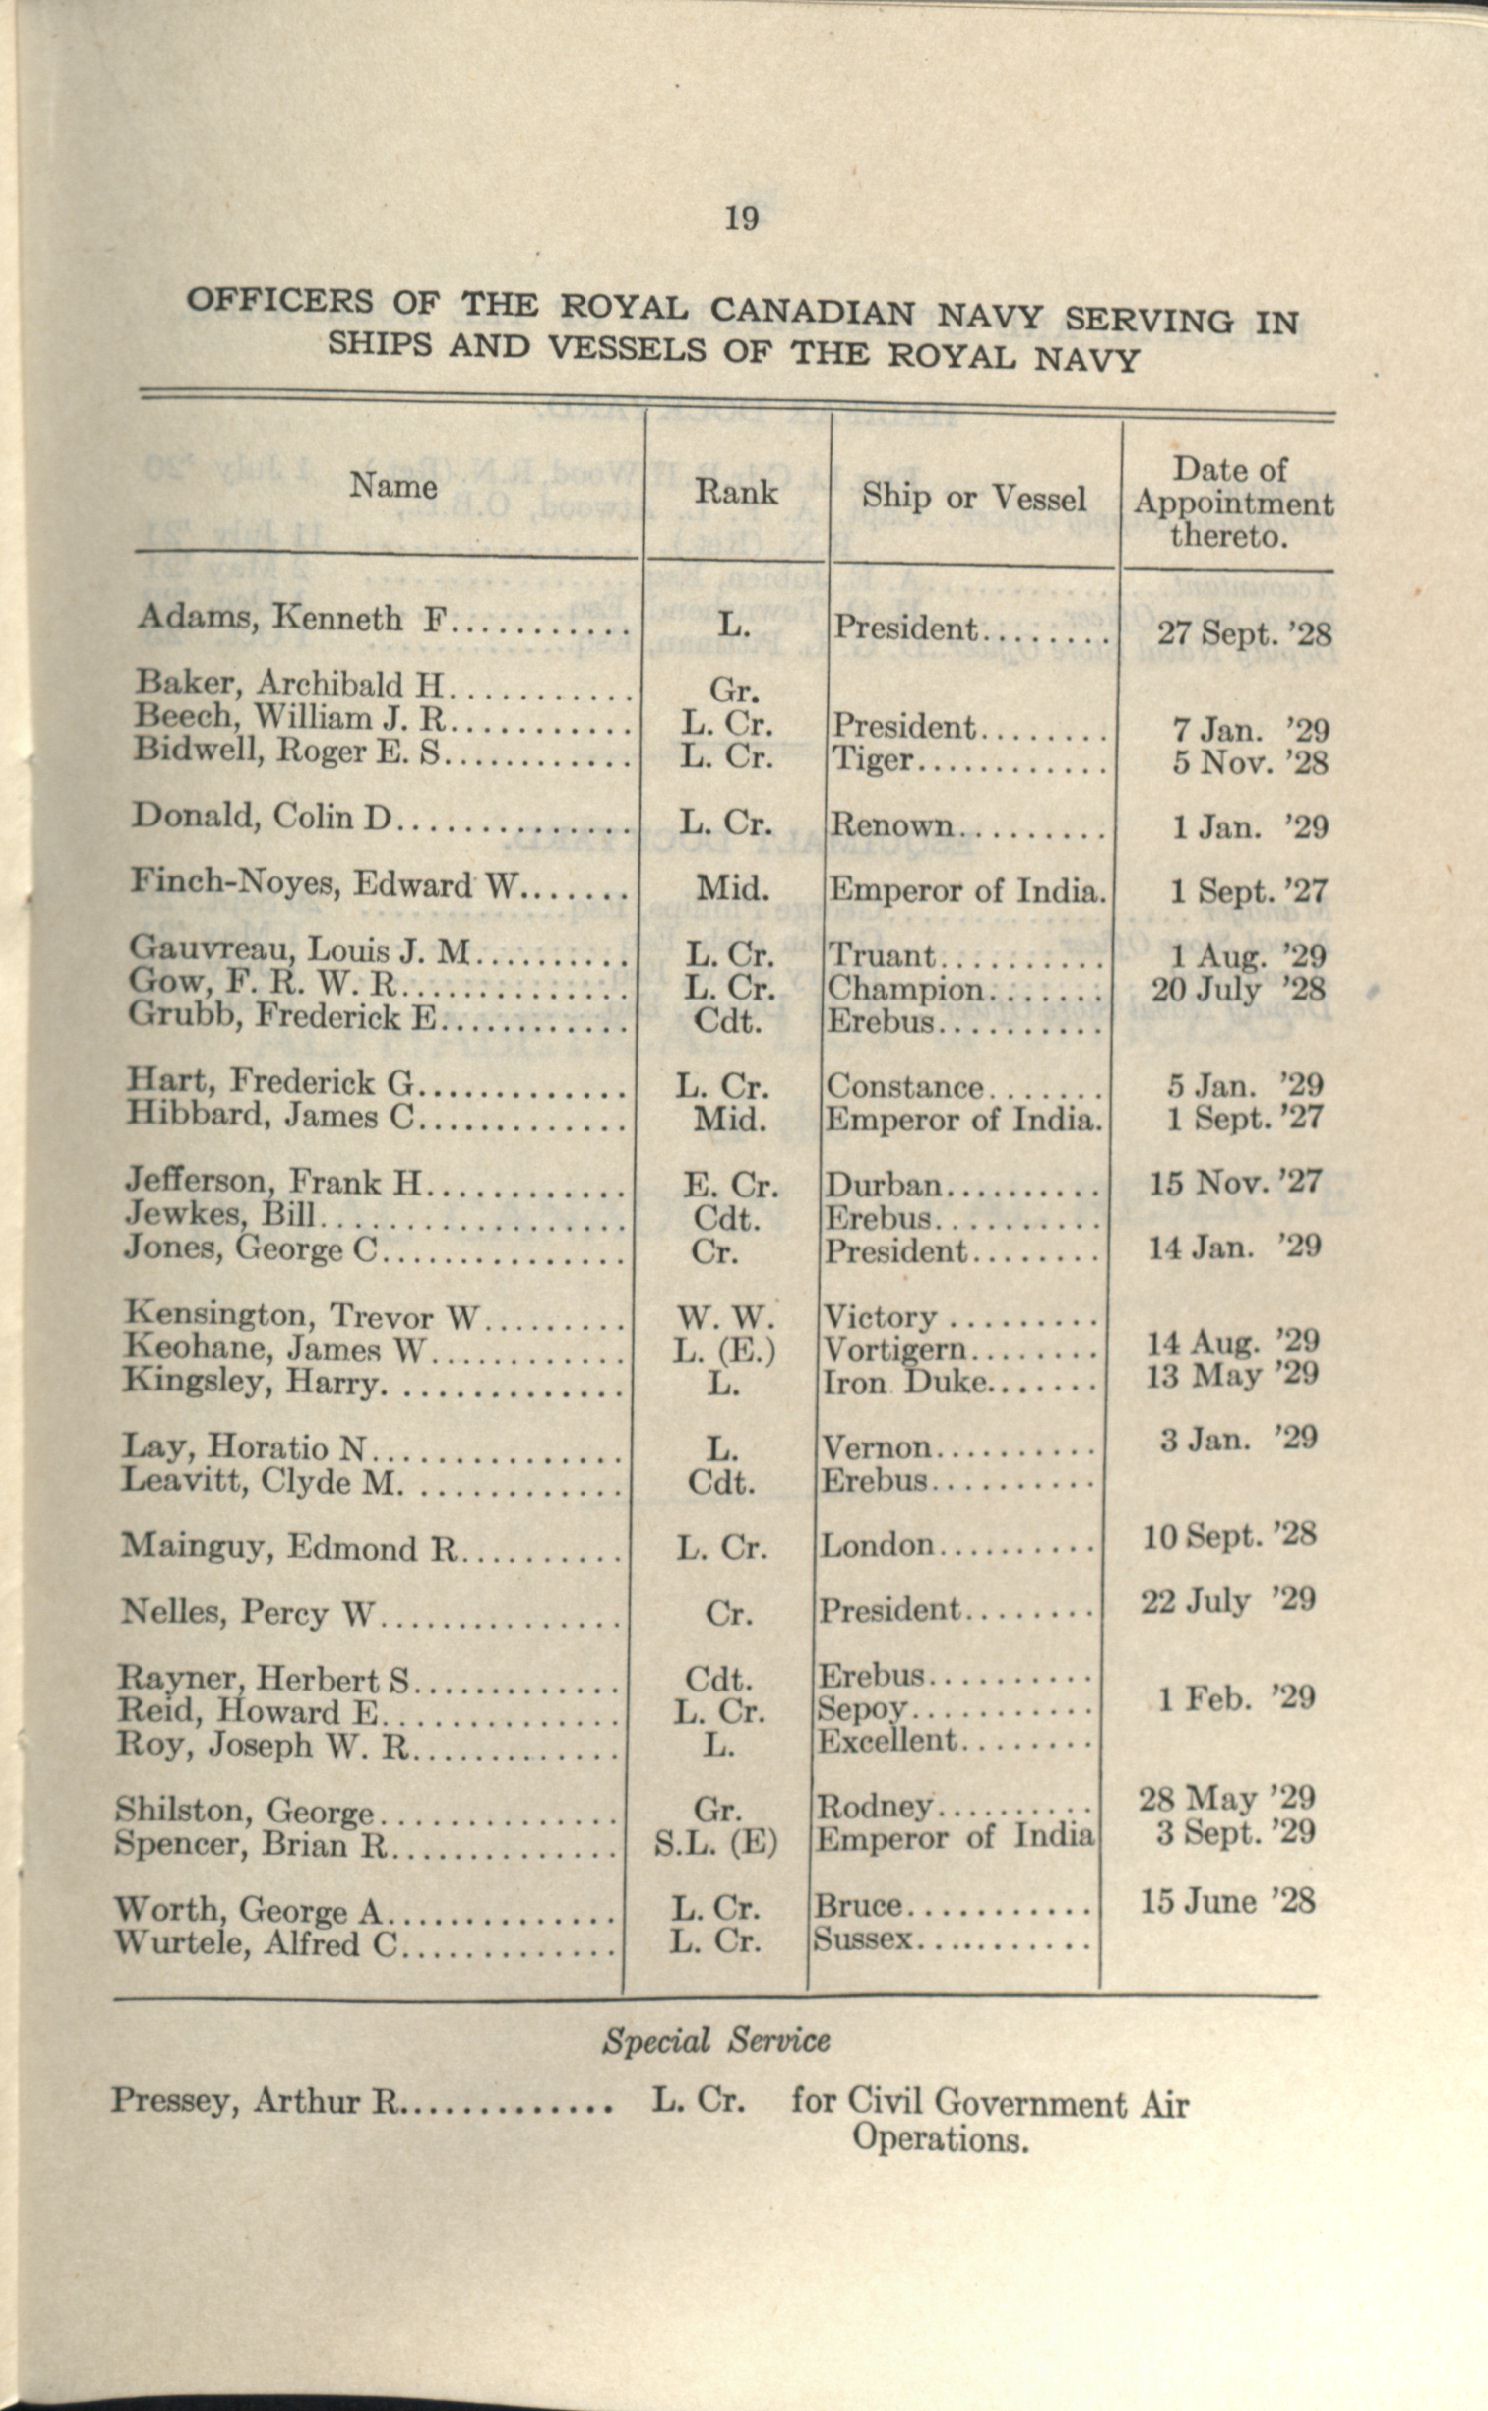 19
OFFICERS OF THE ROYAL CANADIAN NAVY SERVING IN
SHIPS AND VESSELS OF THE ROYAL NAVY
Name Rank Ship or Vessel Date of Appointment thereto.
Adams, Kenneth F............ L. President........ 27 Sept. '28
Baker, Archibald H............ Gr.
Beech, William J. R............ L. Cr. President........ 7 Jan. '29
Bidwell, Roger E. S............. L. Cr. Tiger............ 5 Nov. '28
Donald, Colin D............... L. Cr. Renown.......... 1 Jan. '29
Finch-Noyes, Edward W....... Mid. Emperor of India. 1 Sept. '27
Gauvreau, Louis J. M.......... L. Cr. Truant.......... 1 Aug. '29
Gow, F. R. W. R............... L. Cr. Champion....... 20 July '28
Grubb, Frederick E............ Cdt. Erebus..........
Hart, Frederick G.............. L. Cr. Constance....... 5 Jan. '29
Hibbard, James C.............. Mid. Emperor of India. 1 Sept. '27
Jefferson, Frank H............. E. Cr. Durban.......... 15 Nov. '27
Jewkes, Bill................... Cdt. Erebus..........
Jones, George C................ Cr. President........ 14 Jan. '29
Kensington, Trevor W......... W. W. Victory .........
Keohane, James W............. L. (E.) Vortigern........ 14 Aug. '29
Kingsley, Harry............... L. Iron Duke....... 13 May '29
Lay, Horatio N................ L. Vernon.......... 3 Jan. '29
Leavitt, Clyde M. ............. Cdt. Erebus..........
Mainguy, Edmond R.......... L. Cr. London.......... 10 Sept. '28
Nelles, Percy W................ Cr. President........ 22 July '29
Rayner, Herbert S............. Cdt. Erebus..........
Reid, Howard E............... L. Cr. Sepoy........... 1 Feb. '29
Roy, Joseph W. R............. L. Excellent........
Shilston, George............... Gr. Rodney.......... 28 May '29
Spencer, Brian R............... S.L. (E) Emperor of India 3 Sept. '29
Worth, George A............... L. Cr. Bruce........... 15 June '28
Wurtele, Alfred C.............. L. Cr. Sussex...........
Special Service
Pressey, Arthur R............. L. Cr. for Civil Government Air
Operations.